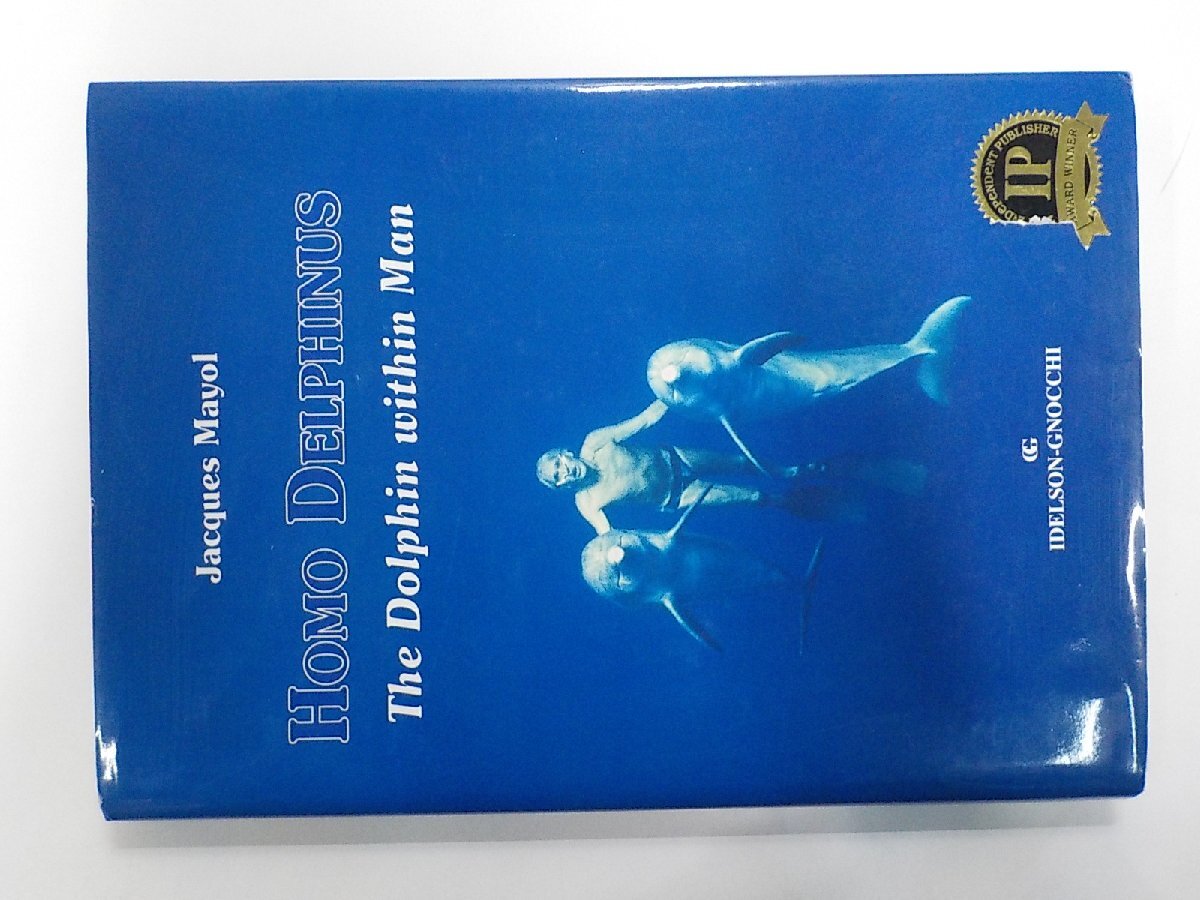 Jacques Mayol
HOMO DELPHINUS
The Dolphin within Man
IDELSON-GNOCCHI
INDEPENDENT PUBLISHER
IP
AWARD WINNER